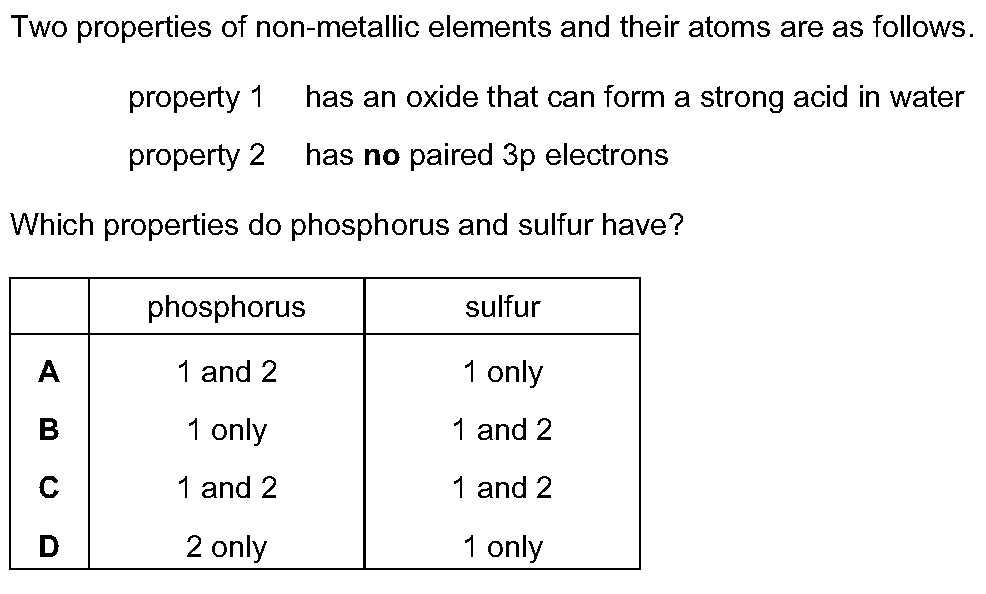 Two properties of non-metallic elements and their atoms are as follows.
property 1 has an oxide that can form a strong acid in water
property 2 has no paired 3p electrons
Which properties do phosphorus and sulfur have?
phosphorus sulfur
A 1 and 2 1 only
B 1 only 1 and 2
C 1 and 2 1 and 2
D 2 only 1 only